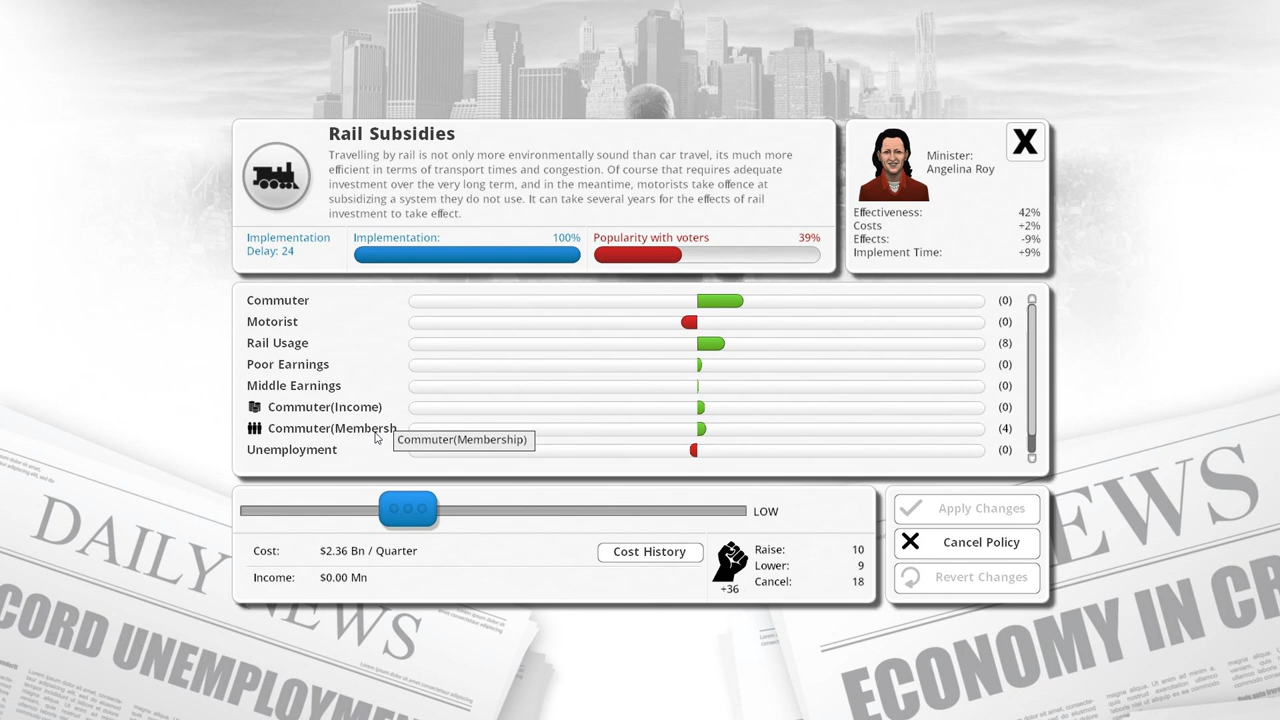 Rail Subsidies
Travelling by rail is not only more environmentally sound than car travel, its much more
efficient in terms of transport times and congestion. Of course that requires adequate
investment over the very long term, and in the meantime, motorists take offence at
subsidizing a system they do not use. It can take several years for the effects of rail
investment to take effect.
Implementation
Delay: 24
Implementation: 100%
Popularity with voters 39%
X
Minister:
Angelina Roy
Effectiveness: 42%
Costs +2%
Effects: -9%
Implement Time: +9%
Commuter (0)
Motorist (0)
Rail Usage (8)
Poor Earnings (0)
Middle Earnings (0)
Commuter(Income) (0)
Commuter(Membersh (4)
Commuter(Membership)
Unemployment (0)
LOW
Cost: $2.36 Bn / Quarter
Cost History
Income: $0.00 Mn
+36
Raise: 10
Lower: 9
Cancel: 18
Apply Changes
Cancel Policy
Revert Changes
DAILY NEWS
CORD UNEMPLOYME
NEWS
ECONOMY IN CR